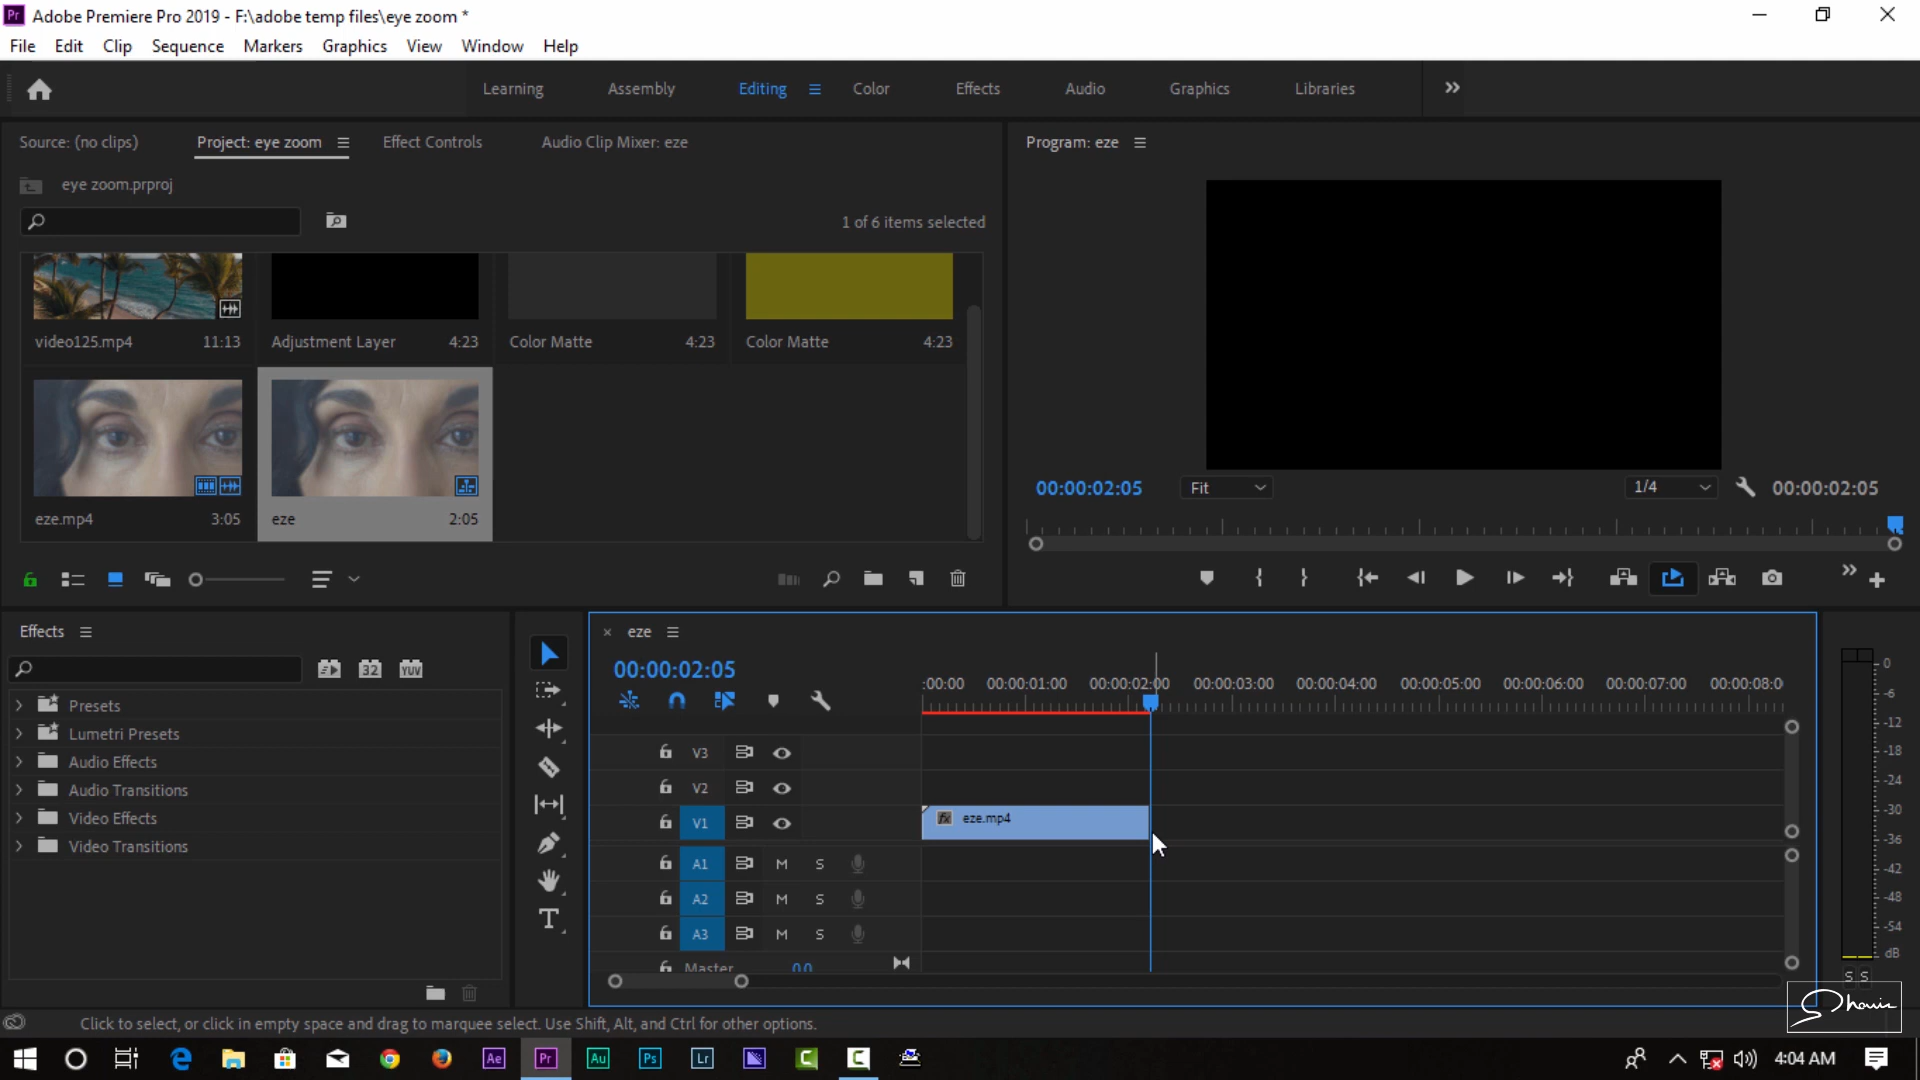 Pr Adobe Premiere Pro 2019 - F:\adobe temp files\eye zoom *
File Edit Clip Sequence Markers Graphics View Window Help
Learning Assembly Editing Color Effects Audio Graphics Libraries
Source: (no clips) Project: eye zoom Effect Controls Audio Clip Mixer: eze
Program: eze
eye zoom.prproj
1 of 6 items selected
video125.mp4 11:13 Adjustment Layer 4:23 Color Matte 4:23 Color Matte 4:23
eze.mp4 3:05 eze 2:05
00:00:02:05 Fit 1/4 00:00:02:05
Effects
32 YUV
Presets
Lumetri Presets
Audio Effects
Audio Transitions
Video Effects
Video Transitions
eze
00:00:02:05
:00:00 00:00:01:00 00:00:02:00 00:00:03:00 00:00:04:00 00:00:05:00 00:00:06:00 00:00:07:00 00:00:08:0
V3
V2
V1 fx eze.mp4
A1 M S
A2 M S
A3 M S
Master 0.0
0
-6
-12
-18
-24
-30
-36
-42
-48
-54
dB
S S
Click to select, or click in empty space and drag to marquee select. Use Shift, Alt, and Ctrl for other options.
Ae Pr Au Ps Lr C C 4:04 AM